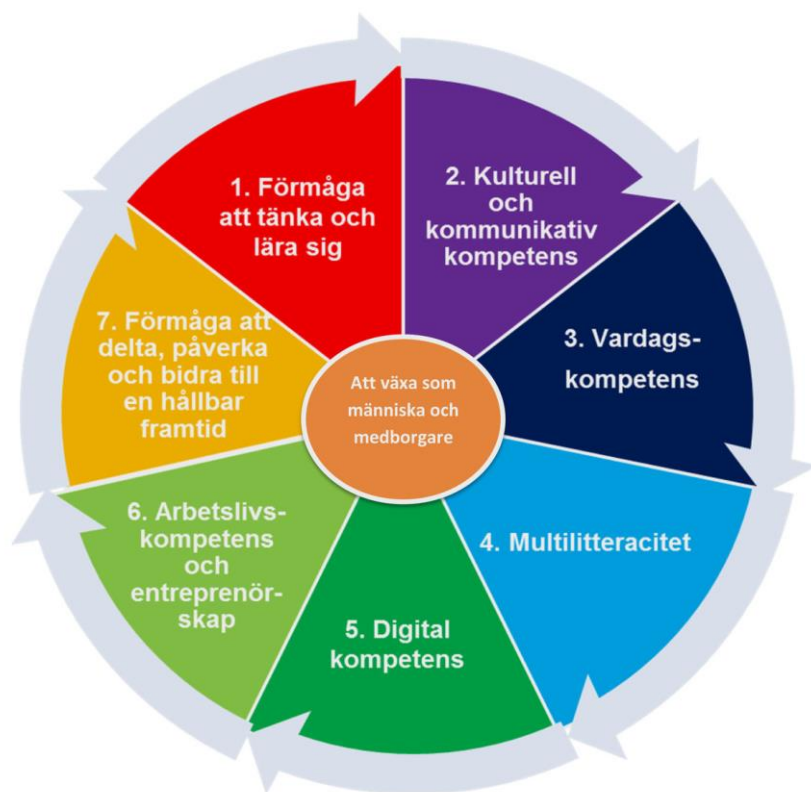 1. Förmåga
att tänka och
lära sig
2. Kulturell
och
kommunikativ
kompetens
3. Vardags-
kompetens
4. Multilitteracitet
5. Digital
kompetens
6. Arbetslivs-
kompetens
och
entreprenör-
skap
7. Förmåga att
delta, påverka
och bidra till
en hållbar
framtid
Att växa som
människa och
medborgare